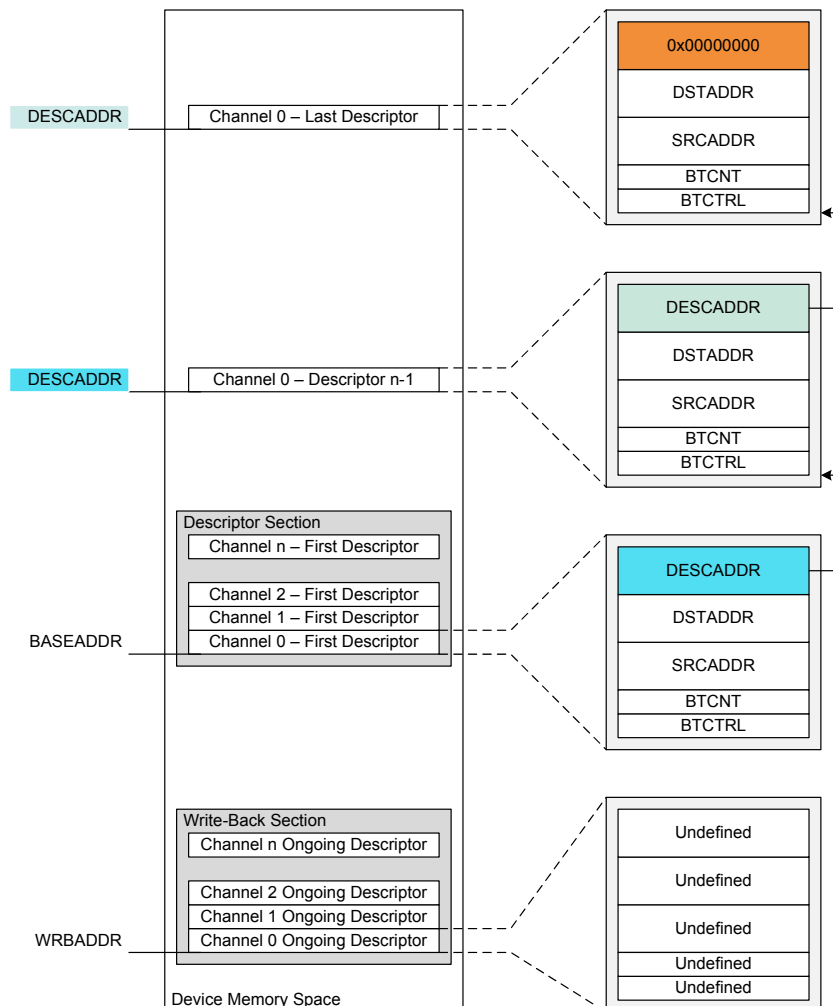 0x00000000
DESCADDR
Channel 0 – Last Descriptor
DSTADDR
SRCADDR
BTCNT
BTCTRL
DESCADDR
Channel 0 – Descriptor n-1
DESCADDR
DSTADDR
SRCADDR
BTCNT
BTCTRL
Descriptor Section
Channel n – First Descriptor
Channel 2 – First Descriptor
Channel 1 – First Descriptor
BASEADDR
Channel 0 – First Descriptor
DESCADDR
DSTADDR
SRCADDR
BTCNT
BTCTRL
Write-Back Section
Channel n Ongoing Descriptor
Channel 2 Ongoing Descriptor
Channel 1 Ongoing Descriptor
WRBADDR
Channel 0 Ongoing Descriptor
Undefined
Undefined
Undefined
Undefined
Undefined
Device Memory Space